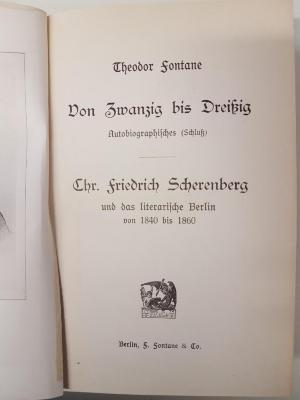 Theodor Fontane
Von Zwanzig bis Dreißig
Autobiographisches (Schluß)
Chr. Friedrich Scherenberg
und das literarische Berlin
von 1840 bis 1860
Berlin, F. Fontane & Co.